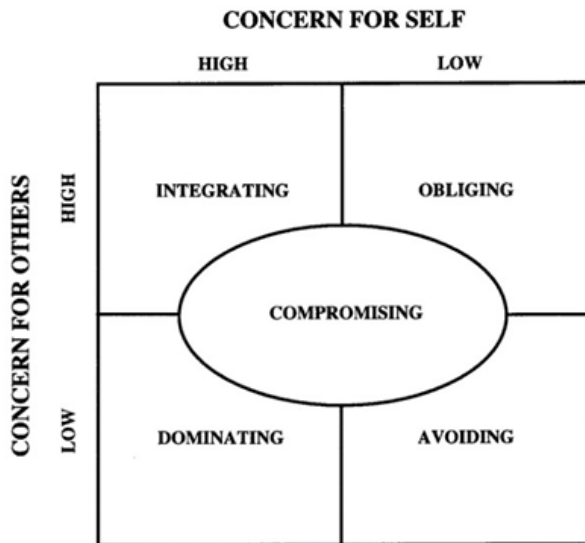 CONCERN FOR SELF
HIGH LOW
CONCERN FOR OTHERS
HIGH
INTEGRATING OBLIGING
COMPROMISING
LOW
DOMINATING AVOIDING